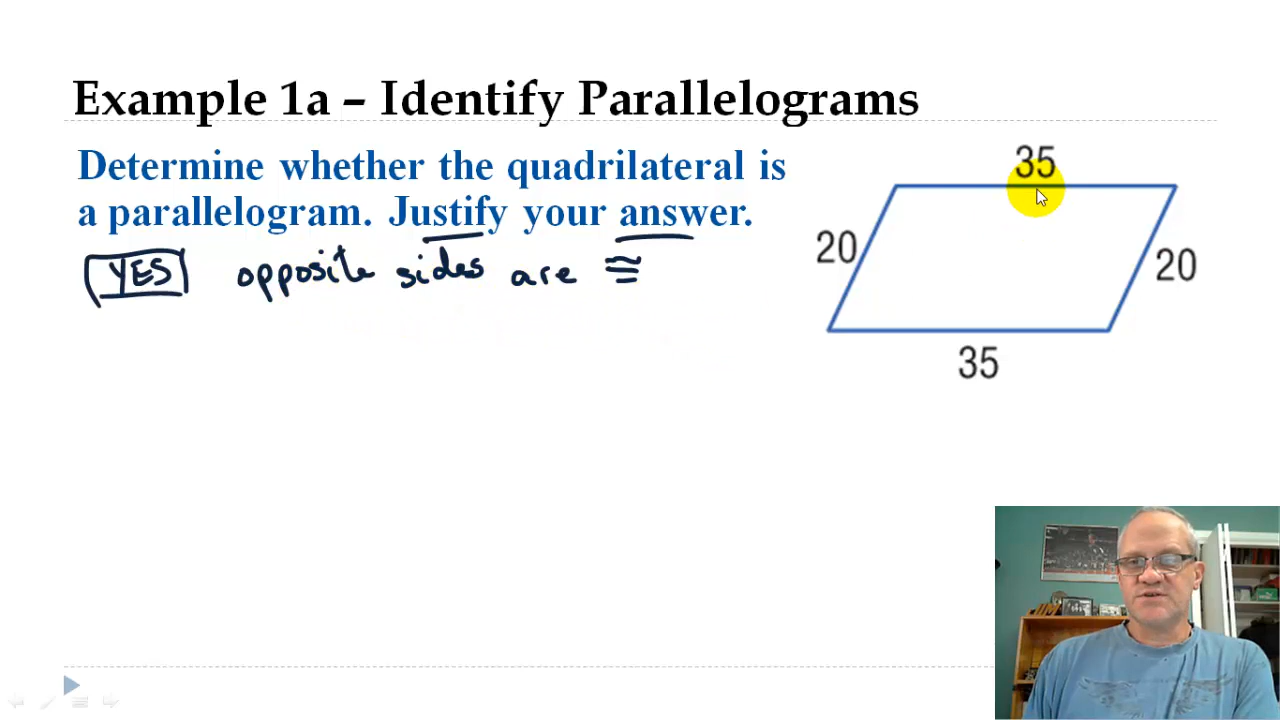 Example 1a – Identify Parallelograms
Determine whether the quadrilateral is
a parallelogram. Justify your answer.
YES opposite sides are ≅
35
20
20
35